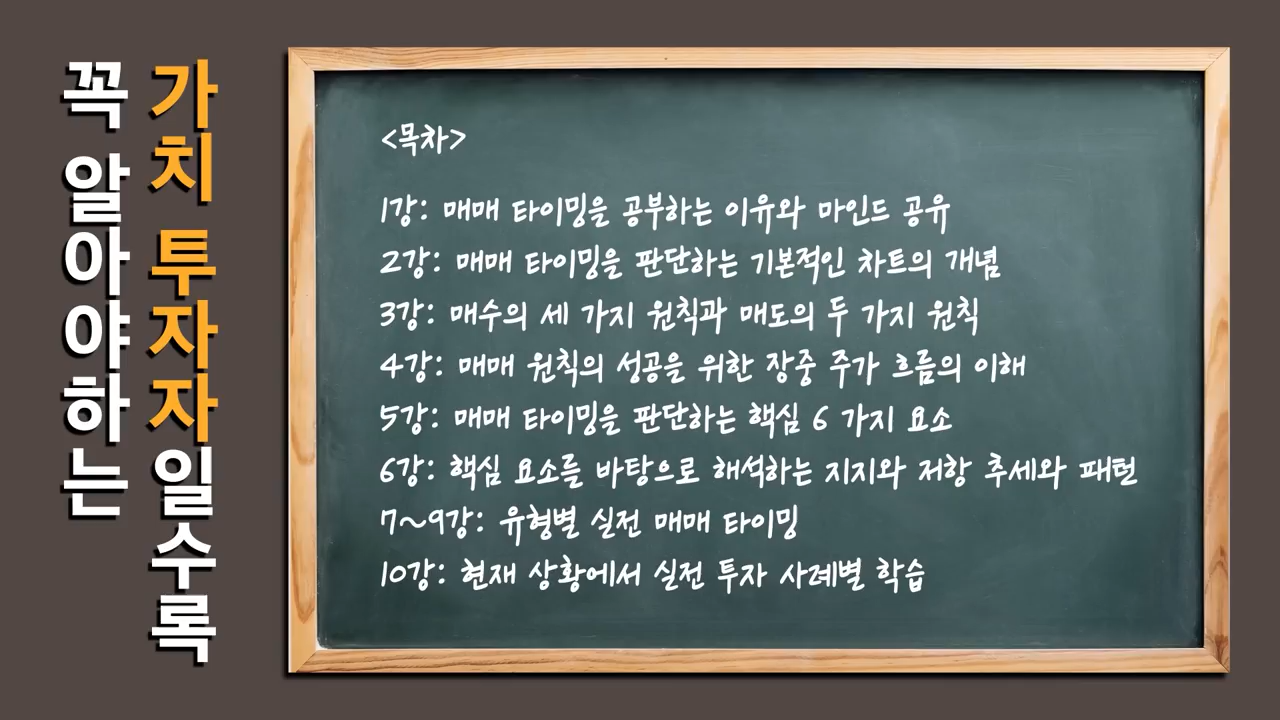 가치 투자자일수록
꼭 알아야하는
<목차>
1강: 매매 타이밍을 공부하는 이유와 마인드 공유
2강: 매매 타이밍을 판단하는 기본적인 차트의 개념
3강: 매수의 세 가지 원칙과 매도의 두 가지 원칙
4강: 매매 원칙의 성공을 위한 장중 주가 흐름의 이해
5강: 매매 타이밍을 판단하는 핵심 6 가지 요소
6강: 핵심 요소를 바탕으로 해석하는 지지와 저항 추세와 패턴
7~9강: 유형별 실전 매매 타이밍
10강: 현재 상황에서 실전 투자 사례별 학습